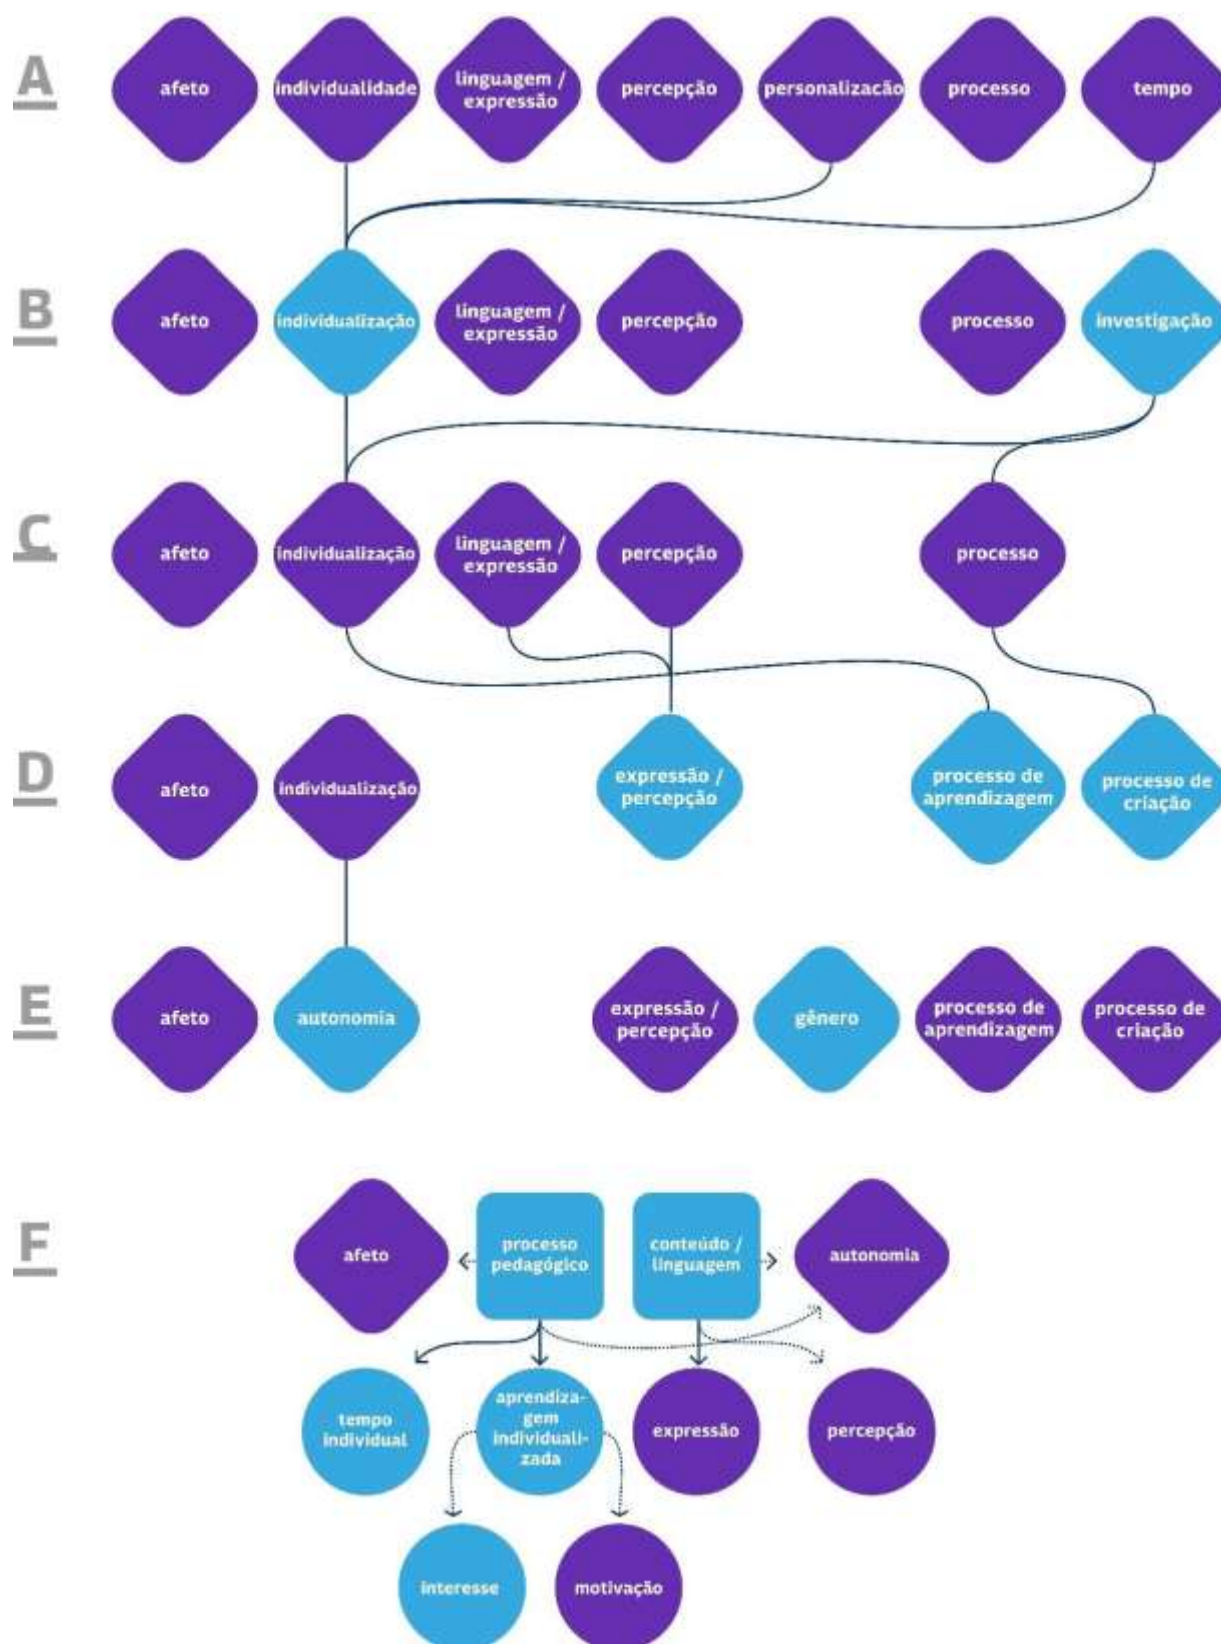 A
afeto
individualidade
linguagem /
expressão
percepção
personalizacão
processo
tempo
B
afeto
individualização
linguagem /
expressão
percepção
processo
investigação
C
afeto
individualização
linguagem /
expressão
percepção
processo
D
afeto
individualização
expressão /
percepção
processo de
aprendizagem
processo de
criação
E
afeto
autonomia
expressão /
percepção
gênero
processo de
aprendizagem
processo de
criação
F
afeto
processo
pedagógico
conteúdo /
linguagem
autonomia
tempo
individual
aprendiza-
gem
individuali-
zada
expressão
percepção
interesse
motivação